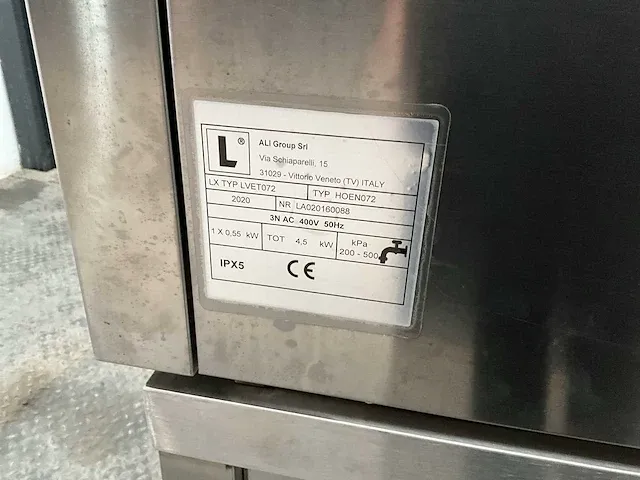 L ®
ALI Group Srl
Via Schiaparelli, 15
31029 - Vittorio Veneto (TV) ITALY
LX TYP LVET072 TYP HOEN072
2020 NR LA020160088
3N AC 400V 50Hz
1 X 0,55 kW TOT 4,5 kW kPa
200 - 500
IPX5 CE